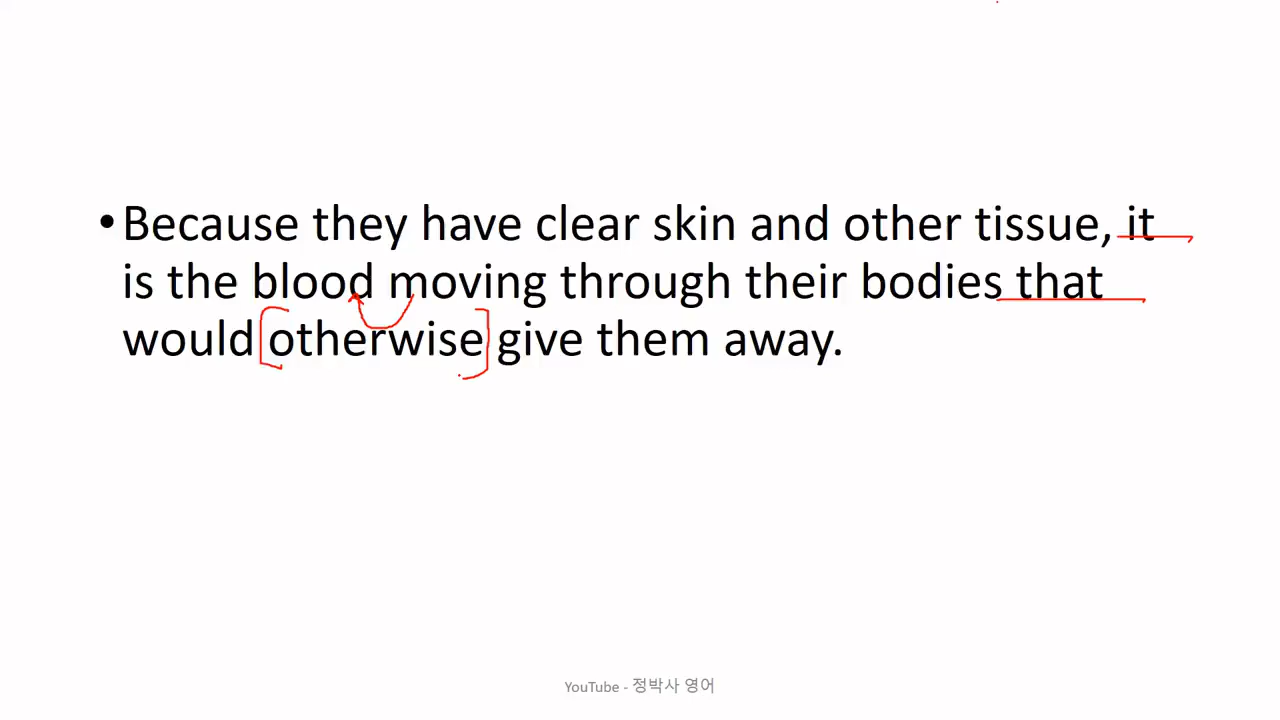 •Because they have clear skin and other tissue, it
is the blood moving through their bodies that
would [otherwise] give them away.
YouTube - 정박사 영어